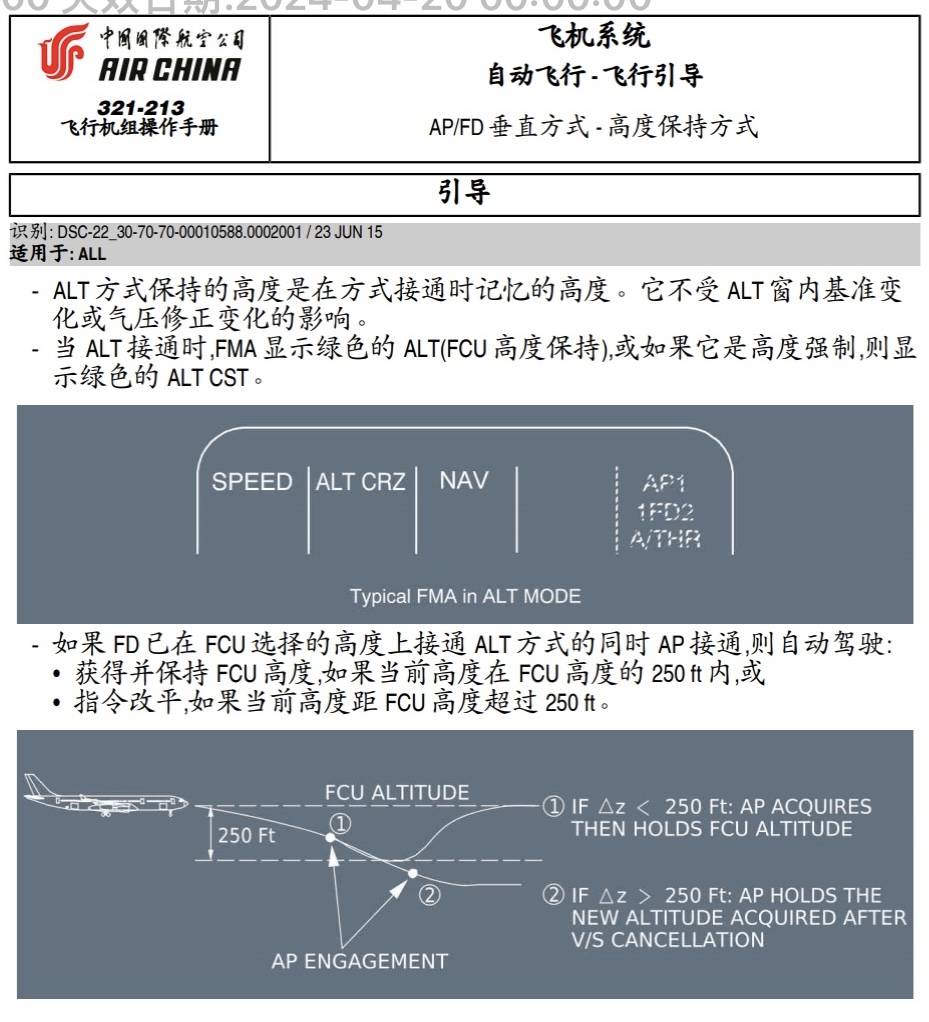 失效日期:2024-04-20 00:00:00
中國國際航空公司
AIR CHINA
321-213
飞行机组操作手册
飞机系统
自动飞行 - 飞行引导
AP/FD 垂直方式 - 高度保持方式
引导
识别: DSC-22_30-70-70-00010588.0002001 / 23 JUN 15
适用于: ALL
- ALT 方式保持的高度是在方式接通时记忆的高度。它不受 ALT 窗内基准变
化或气压修正变化的影响。
- 当 ALT 接通时,FMA 显示绿色的 ALT(FCU 高度保持),或如果它是高度强制,则显
示绿色的 ALT CST。
SPEED ALT CRZ NAV AP1
1FD2
A/THR
Typical FMA in ALT MODE
- 如果 FD 已在 FCU 选择的高度上接通 ALT 方式的同时 AP 接通,则自动驾驶:
• 获得并保持 FCU 高度,如果当前高度在 FCU 高度的 250 ft 内,或
• 指令改平,如果当前高度距 FCU 高度超过 250 ft。
FCU ALTITUDE
250 Ft
①
②
AP ENGAGEMENT
① IF △z < 250 Ft: AP ACQUIRES
THEN HOLDS FCU ALTITUDE
② IF △z > 250 Ft: AP HOLDS THE
NEW ALTITUDE ACQUIRED AFTER
V/S CANCELLATION